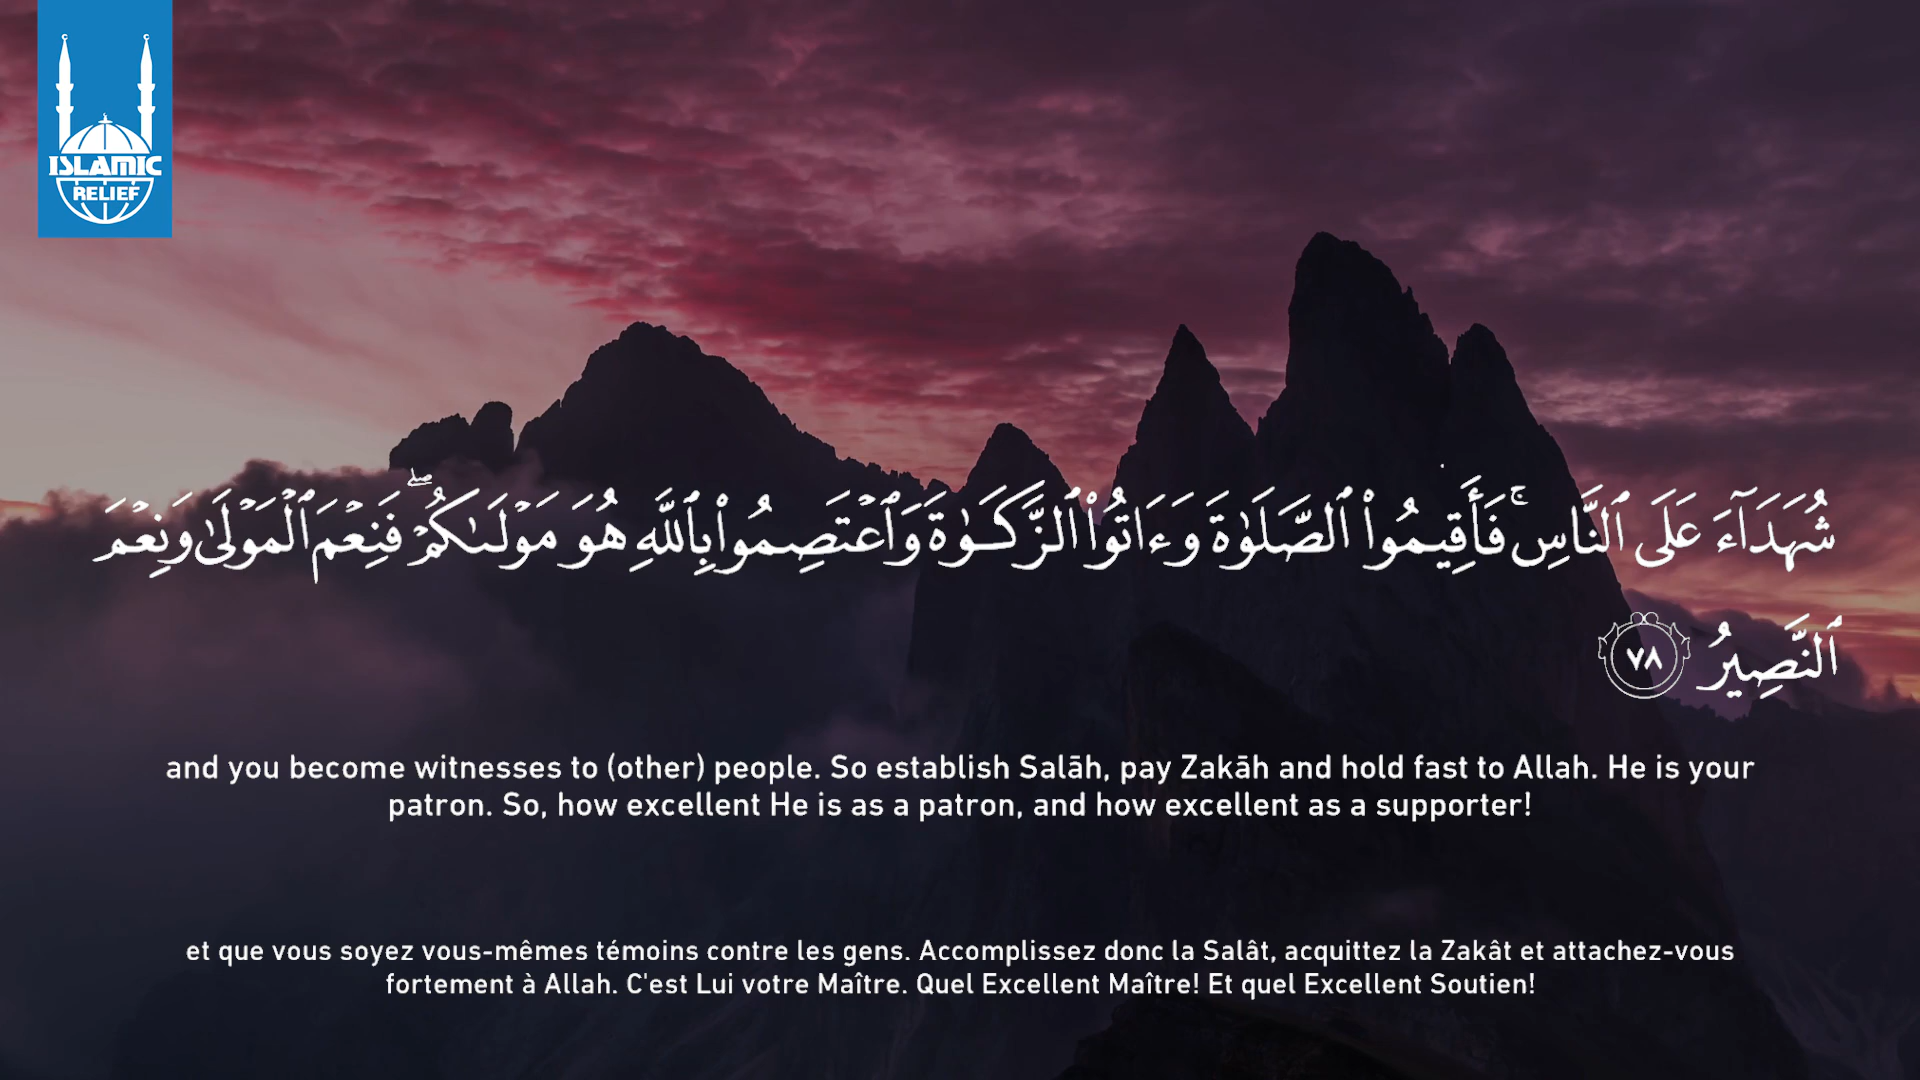 ISLAMIC
RELIEF
شُهَدَآءَ عَلَى ٱلنَّاسِ ۚ فَأَقِيمُوا۟ ٱلصَّلَوٰةَ وَءَاتُوا۟ ٱلزَّكَوٰةَ وَٱعْتَصِمُوا۟ بِٱللَّهِ هُوَ مَوْلَىٰكُمْ ۖ فَنِعْمَ ٱلْمَوْلَىٰ وَنِعْمَ
ٱلنَّصِيرُ ٧٨
and you become witnesses to (other) people. So establish Salāh, pay Zakāh and hold fast to Allah. He is your
patron. So, how excellent He is as a patron, and how excellent as a supporter!
et que vous soyez vous-mêmes témoins contre les gens. Accomplissez donc la Salât, acquittez la Zakât et attachez-vous
fortement à Allah. C'est Lui votre Maître. Quel Excellent Maître! Et quel Excellent Soutien!